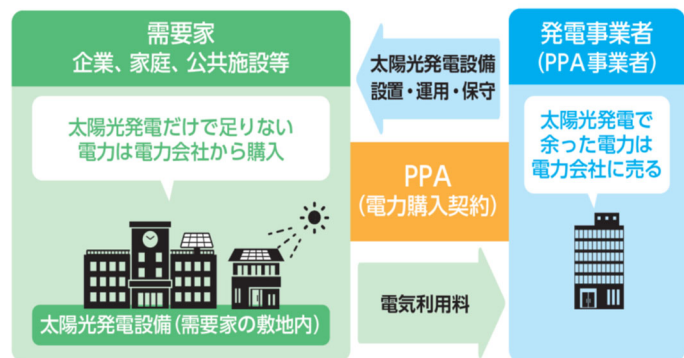 需要家
企業、家庭、公共施設等
太陽光発電だけで足りない
電力は電力会社から購入
太陽光発電設備(需要家の敷地内)
太陽光発電設備
設置・運用・保守
PPA
(電力購入契約)
電気利用料
発電事業者
(PPA事業者)
太陽光発電で
余った電力は
電力会社に売る